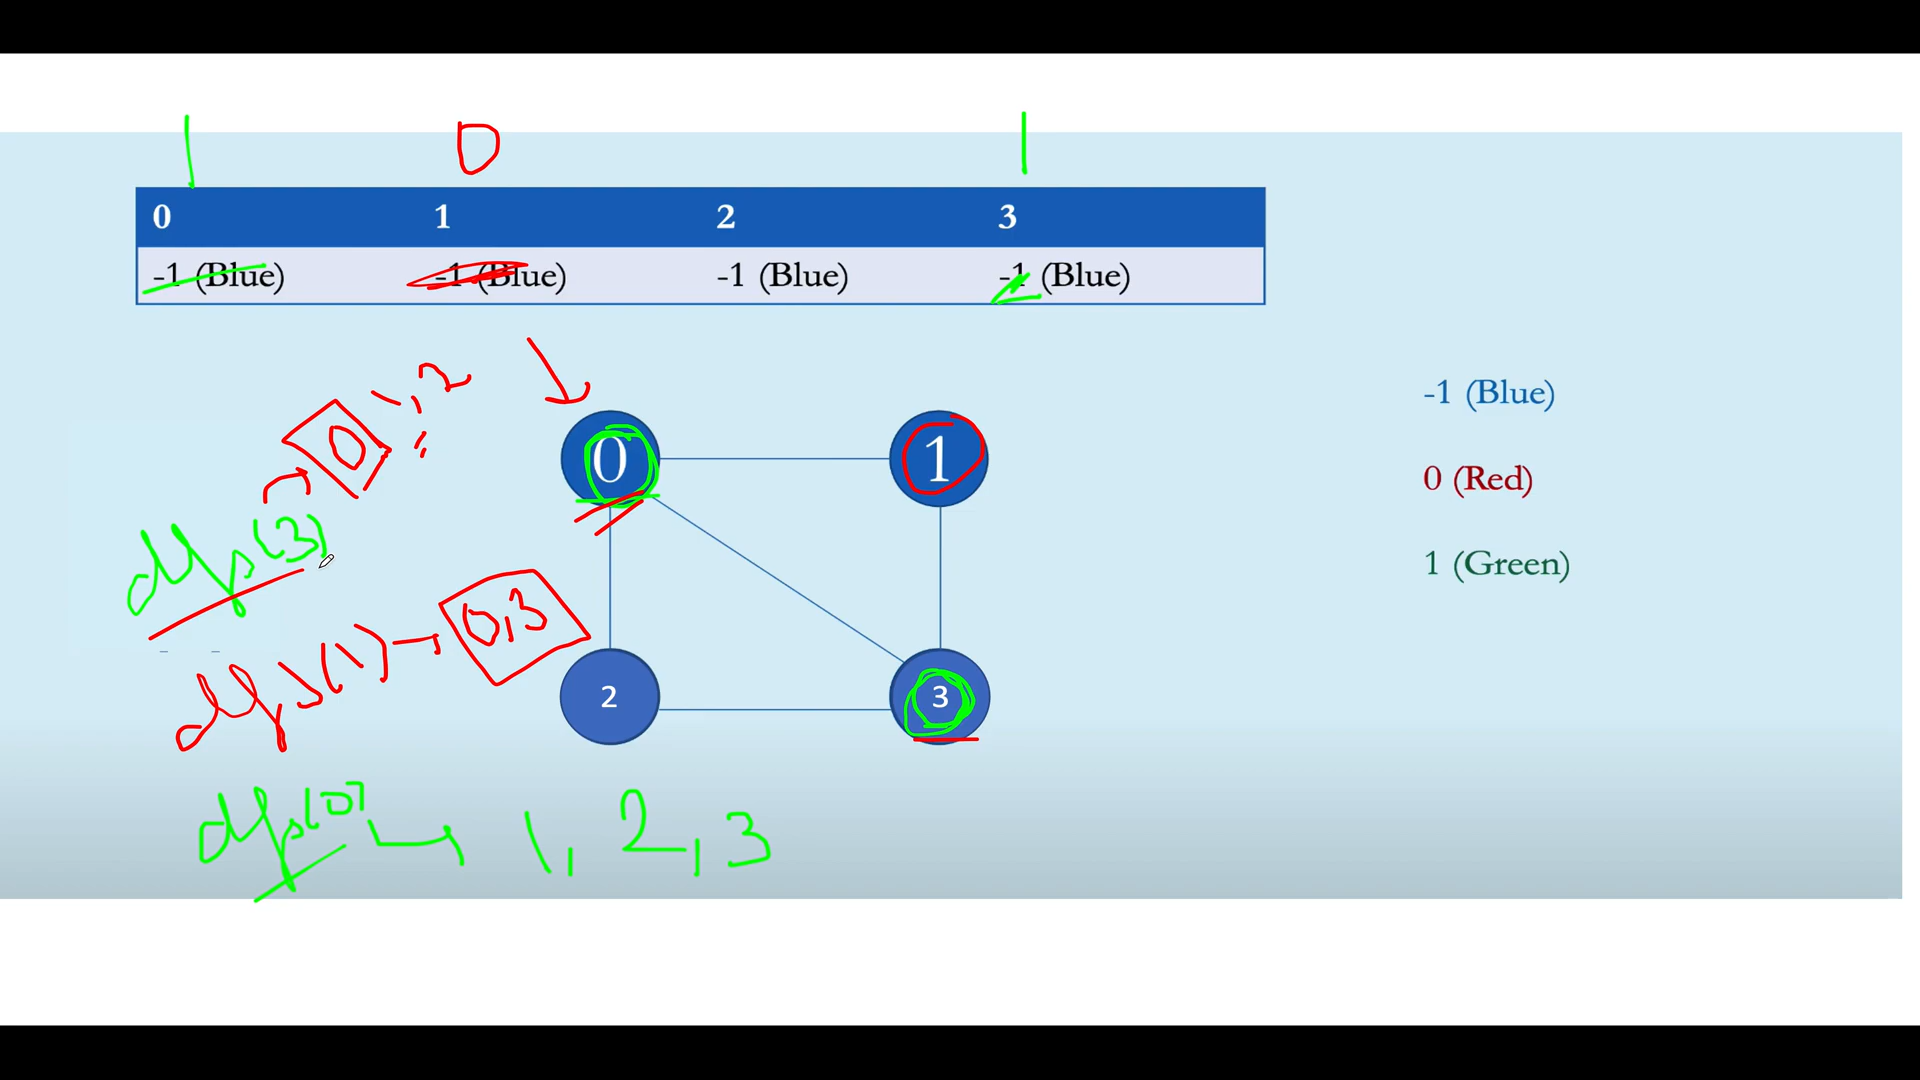 1 0 1
0 1 2 3
-1 (Blue) -1 (Blue) -1 (Blue) -1 (Blue)
0 1, 2
-1 (Blue)
0 1
0 (Red)
dfs(3)
1 (Green)
dfs(1) → 0,3
2 3
dfs(0) → 1, 2, 3